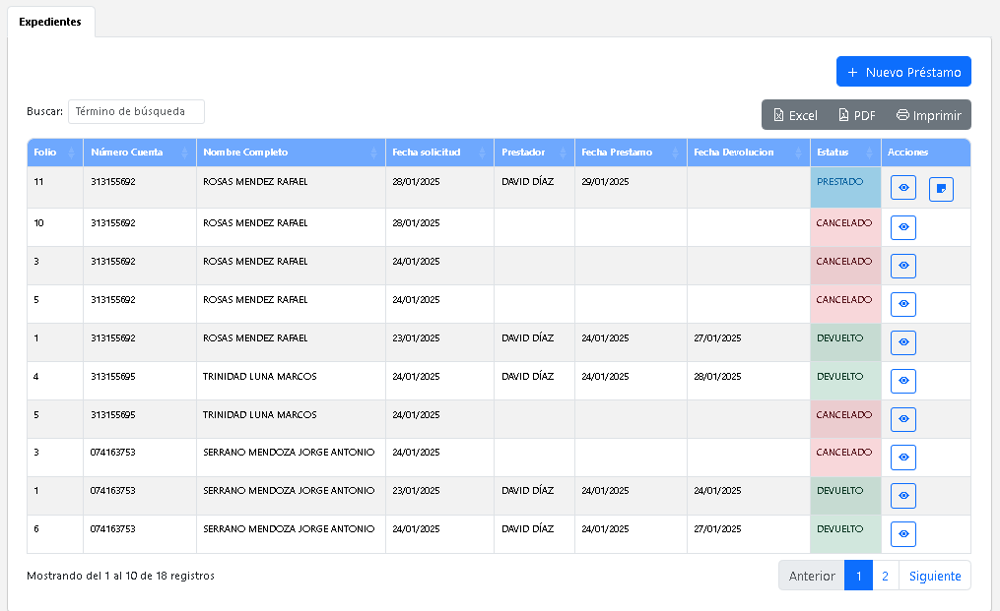 Expedientes
+ Nuevo Préstamo
Buscar: Término de búsqueda
Excel PDF Imprimir
Folio Número Cuenta Nombre Completo Fecha solicitud Prestador Fecha Prestamo Fecha Devolucion Estatus Acciones
11 313155692 ROSAS MENDEZ RAFAEL 28/01/2025 DAVID DÍAZ 29/01/2025 PRESTADO
10 313155692 ROSAS MENDEZ RAFAEL 28/01/2025 CANCELADO
3 313155692 ROSAS MENDEZ RAFAEL 24/01/2025 CANCELADO
5 313155692 ROSAS MENDEZ RAFAEL 24/01/2025 CANCELADO
1 313155692 ROSAS MENDEZ RAFAEL 23/01/2025 DAVID DÍAZ 24/01/2025 27/01/2025 DEVUELTO
4 313155695 TRINIDAD LUNA MARCOS 24/01/2025 DAVID DÍAZ 24/01/2025 28/01/2025 DEVUELTO
5 313155695 TRINIDAD LUNA MARCOS 24/01/2025 CANCELADO
3 074163753 SERRANO MENDOZA JORGE ANTONIO 24/01/2025 CANCELADO
1 074163753 SERRANO MENDOZA JORGE ANTONIO 23/01/2025 DAVID DÍAZ 24/01/2025 24/01/2025 DEVUELTO
6 074163753 SERRANO MENDOZA JORGE ANTONIO 24/01/2025 DAVID DÍAZ 24/01/2025 27/01/2025 DEVUELTO
Mostrando del 1 al 10 de 18 registros
Anterior 1 2 Siguiente